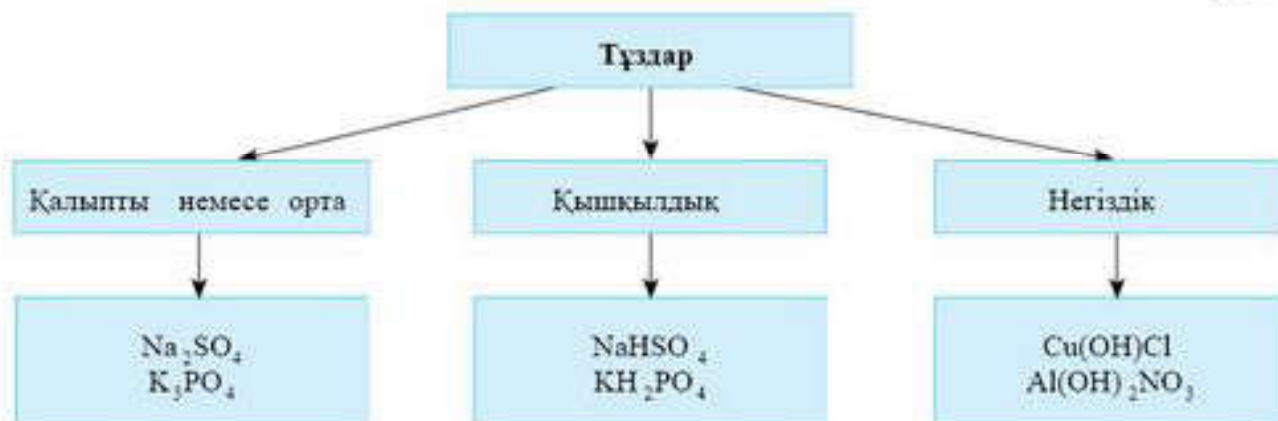 Тұздар
Қалыпты немесе орта
Қышқылдық
Негіздік
Na₂SO₄
K₃PO₄
NaHSO₄
KH₂PO₄
Cu(OH)Cl
Al(OH)₂NO₃